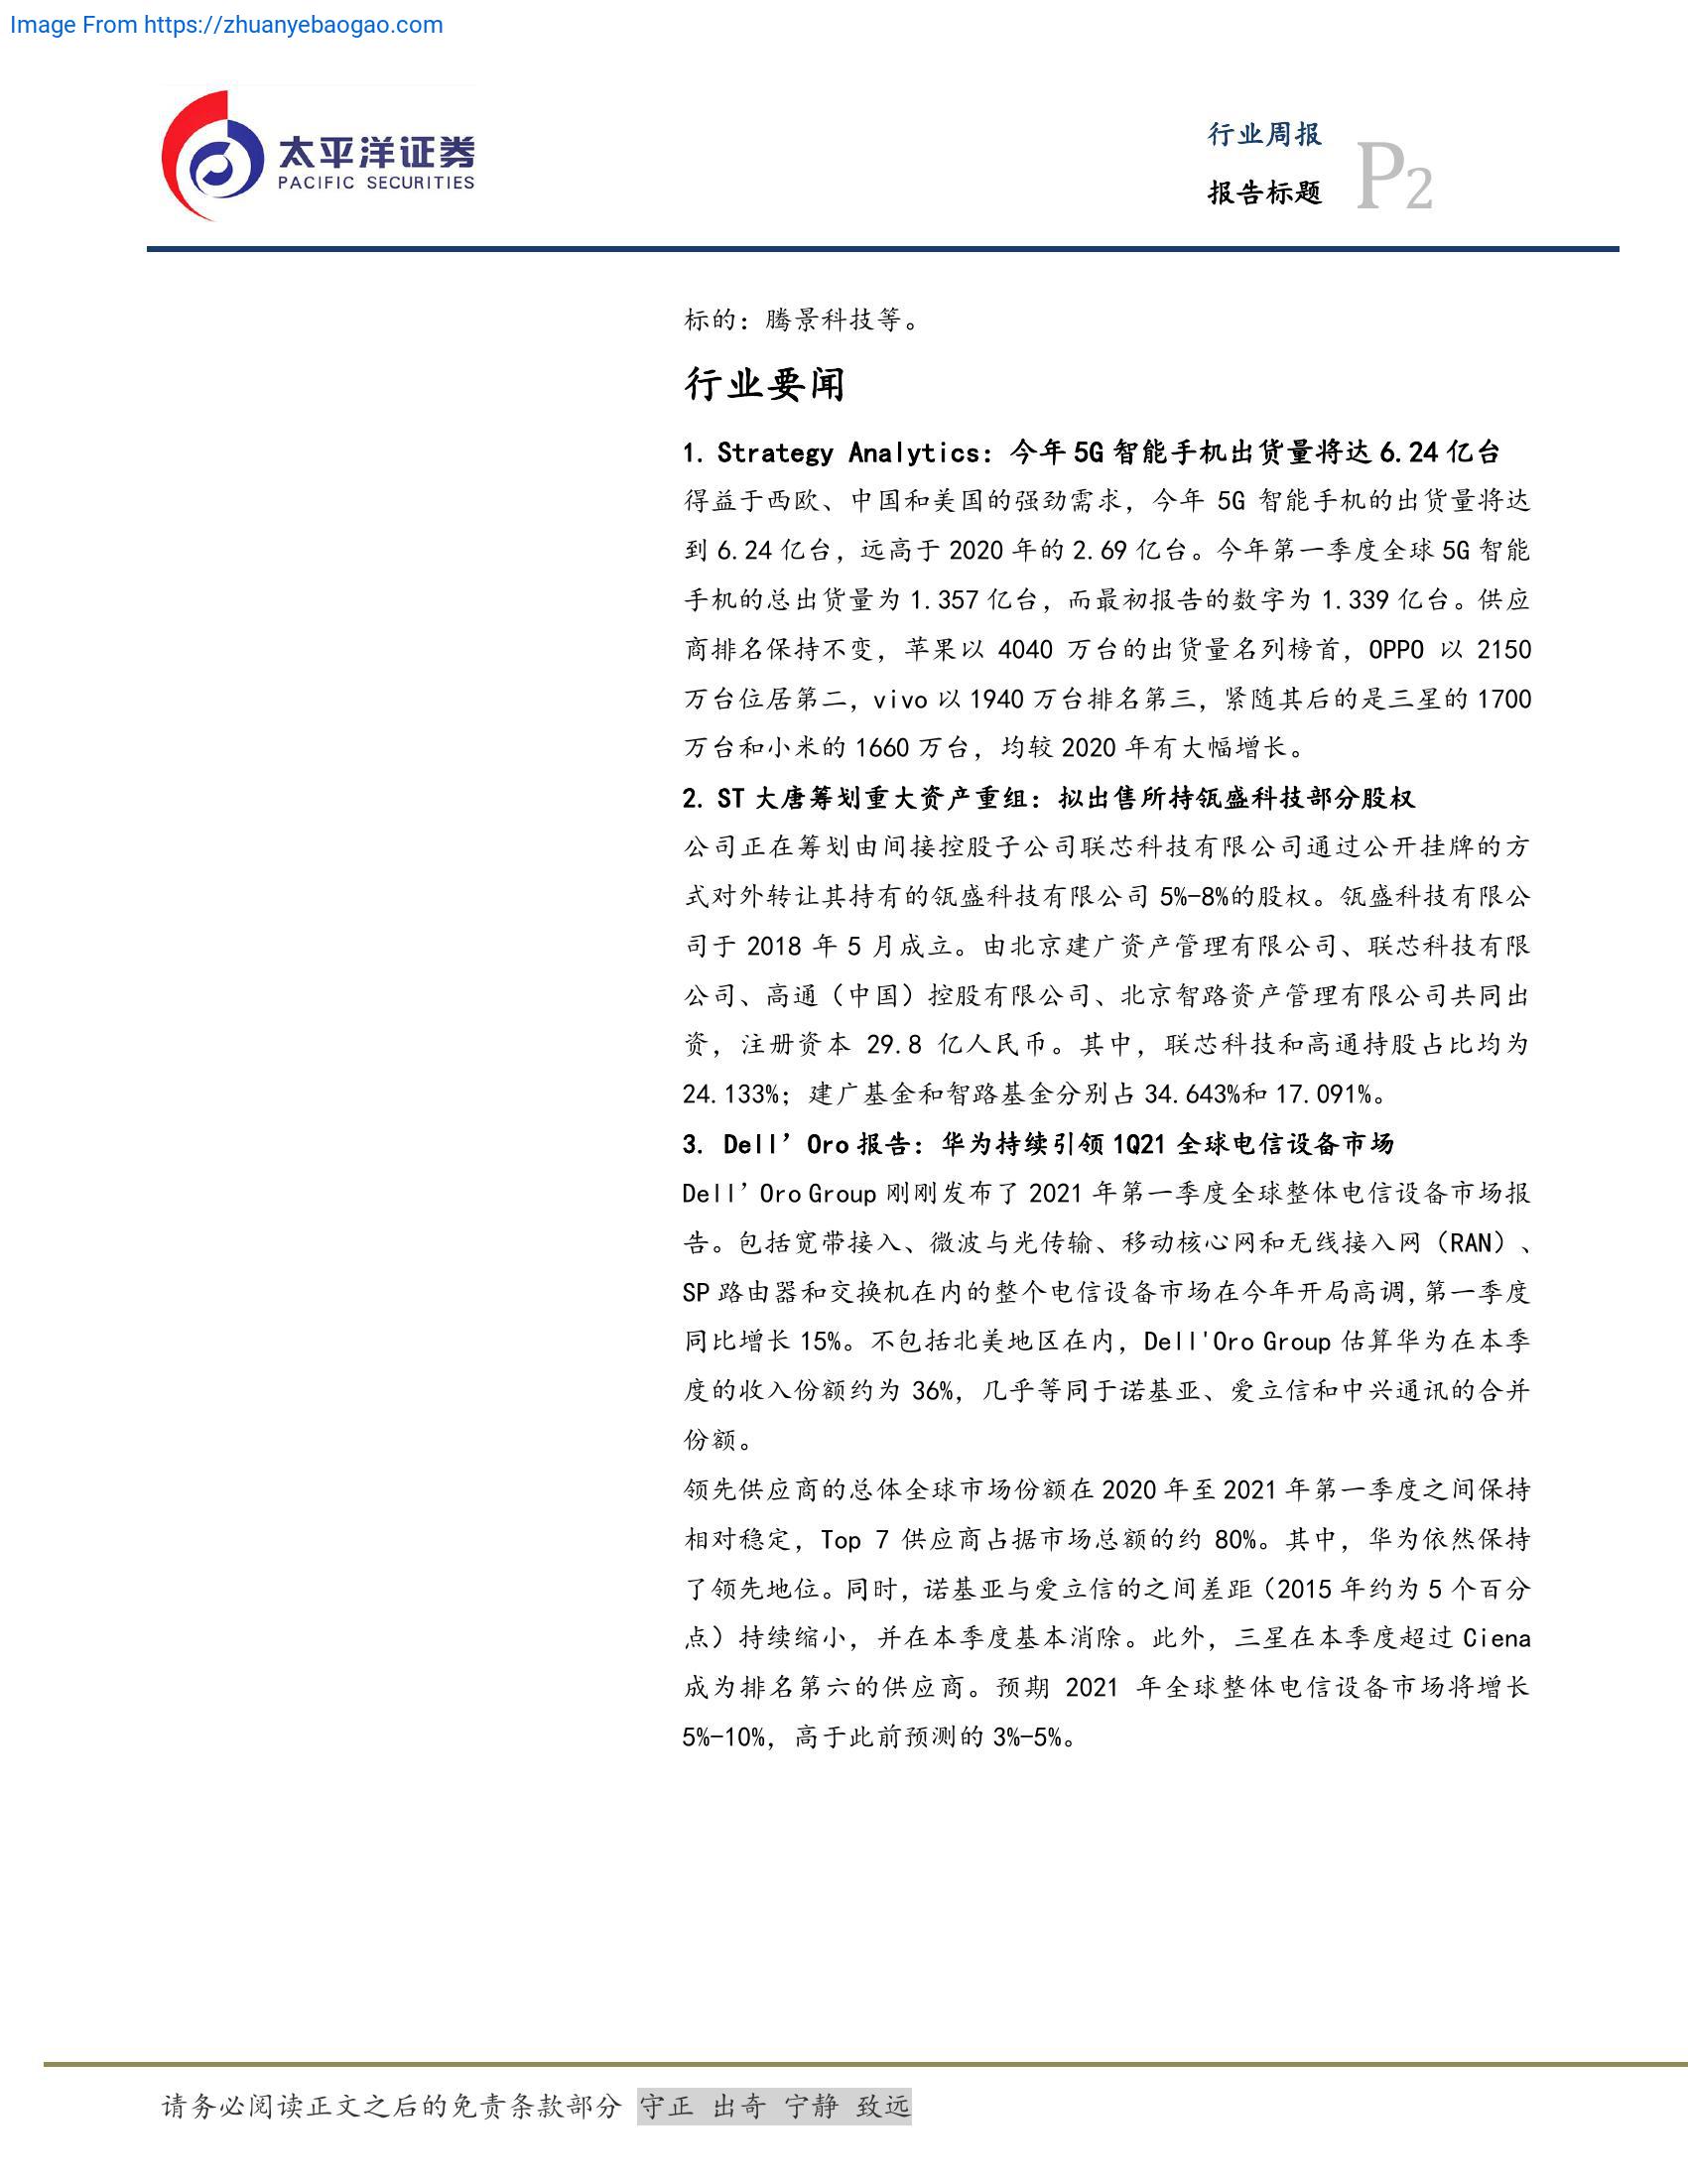 Image From https://zhuanyebaogao.com
太平洋证券
PACIFIC SECURITIES
行业周报
报告标题
P2
标的：腾景科技等。
行业要闻
1. Strategy Analytics：今年 5G 智能手机出货量将达 6.24 亿台
得益于西欧、中国和美国的强劲需求，今年 5G 智能手机的出货量将达
到 6.24 亿台，远高于 2020 年的 2.69 亿台。今年第一季度全球 5G 智能
手机的总出货量为 1.357 亿台，而最初报告的数字为 1.339 亿台。供应
商排名保持不变，苹果以 4040 万台的出货量名列榜首，OPPO 以 2150
万台位居第二，vivo 以 1940 万台排名第三，紧随其后的是三星的 1700
万台和小米的 1660 万台，均较 2020 年有大幅增长。
2. ST 大唐筹划重大资产重组：拟出售所持瓴盛科技部分股权
公司正在筹划由间接控股子公司联芯科技有限公司通过公开挂牌的方
式对外转让其持有的瓴盛科技有限公司 5%-8%的股权。瓴盛科技有限公
司于 2018 年 5 月成立。由北京建广资产管理有限公司、联芯科技有限
公司、高通（中国）控股有限公司、北京智路资产管理有限公司共同出
资，注册资本 29.8 亿人民币。其中，联芯科技和高通持股占比均为
24.133%；建广基金和智路基金分别占 34.643%和 17.091%。
3. Dell’Oro 报告：华为持续引领 1Q21 全球电信设备市场
Dell’Oro Group 刚刚发布了 2021 年第一季度全球整体电信设备市场报
告。包括宽带接入、微波与光传输、移动核心网和无线接入网（RAN）、
SP 路由器和交换机在内的整个电信设备市场在今年开局高调，第一季度
同比增长 15%。不包括北美地区在内，Dell'Oro Group 估算华为在本季
度的收入份额约为 36%，几乎等同于诺基亚、爱立信和中兴通讯的合并
份额。
领先供应商的总体全球市场份额在 2020 年至 2021 年第一季度之间保持
相对稳定，Top 7 供应商占据市场总额的约 80%。其中，华为依然保持
了领先地位。同时，诺基亚与爱立信的之间差距（2015 年约为 5 个百分
点）持续缩小，并在本季度基本消除。此外，三星在本季度超过 Ciena
成为排名第六的供应商。预期 2021 年全球整体电信设备市场将增长
5%-10%，高于此前预测的 3%-5%。
请务必阅读正文之后的免责条款部分 守正 出奇 宁静 致远